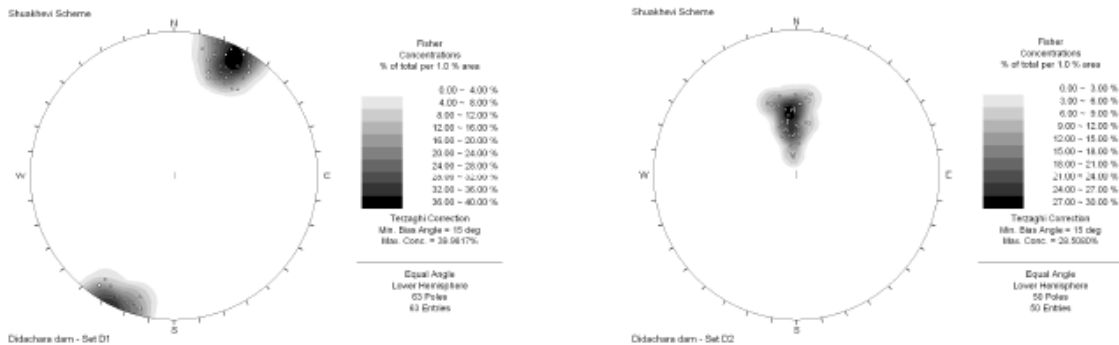 Shuakhevi Scheme
N
W
E
S
Fisher
Concentrations
% of total per 1.0 % area
0.00 ~ 4.00 %
4.00 ~ 8.00 %
8.00 ~ 12.00 %
12.00 ~ 16.00 %
16.00 ~ 20.00 %
20.00 ~ 24.00 %
24.00 ~ 28.00 %
28.00 ~ 32.00 %
32.00 ~ 36.00 %
36.00 ~ 40.00 %
Terzaghi Correction
Min. Bias Angle = 15 deg
Max. Conc. = 39.9617%
Equal Angle
Lower Hemisphere
63 Poles
63 Entries
Didachara dam - Set D1
Shuakhevi Scheme
N
W
E
S
Fisher
Concentrations
% of total per 1.0 % area
0.00 ~ 3.00 %
3.00 ~ 6.00 %
6.00 ~ 9.00 %
9.00 ~ 12.00 %
12.00 ~ 15.00 %
15.00 ~ 18.00 %
18.00 ~ 21.00 %
21.00 ~ 24.00 %
24.00 ~ 27.00 %
27.00 ~ 30.00 %
Terzaghi Correction
Min. Bias Angle = 15 deg
Max. Conc. = 28.5080%
Equal Angle
Lower Hemisphere
50 Poles
50 Entries
Didachara dam - Set D2